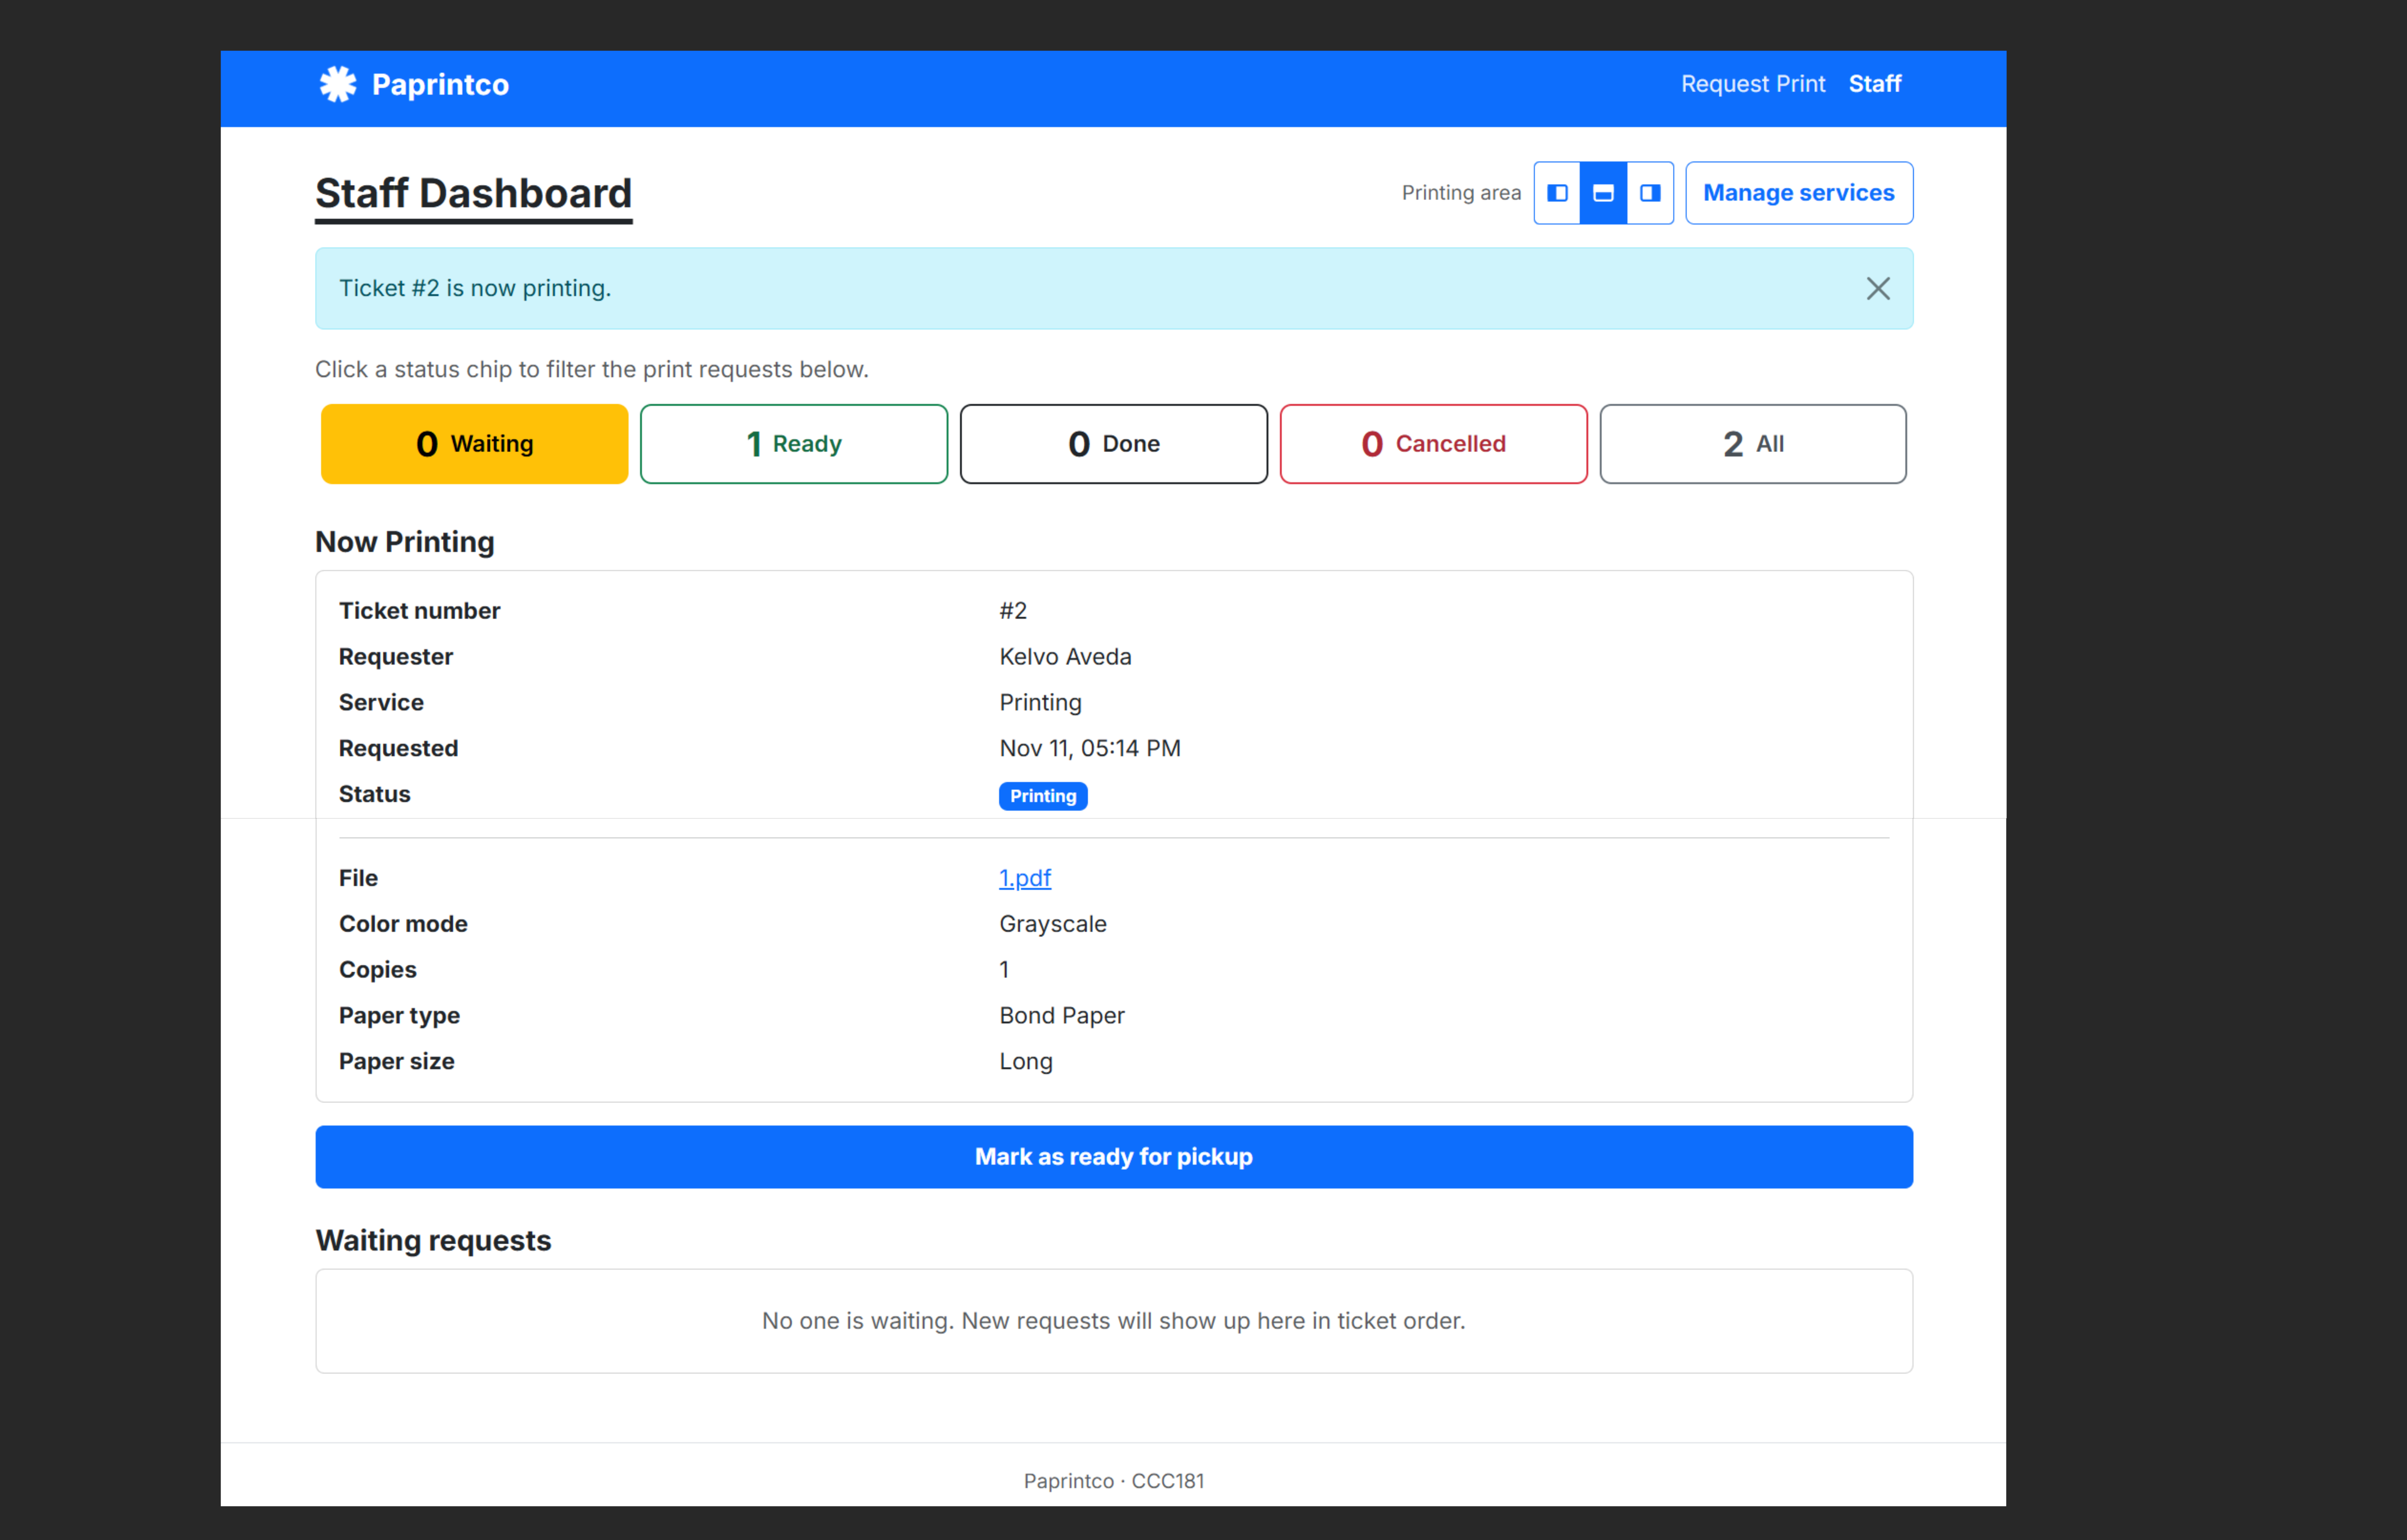 Paprintco
Request Print Staff
Staff Dashboard
Printing area
Manage services
Ticket #2 is now printing.
Click a status chip to filter the print requests below.
0 Waiting
1 Ready
0 Done
0 Cancelled
2 All
Now Printing
Ticket number #2
Requester Kelvo Aveda
Service Printing
Requested Nov 11, 05:14 PM
Status Printing
File 1.pdf
Color mode Grayscale
Copies 1
Paper type Bond Paper
Paper size Long
Mark as ready for pickup
Waiting requests
No one is waiting. New requests will show up here in ticket order.
Paprintco · CCC181